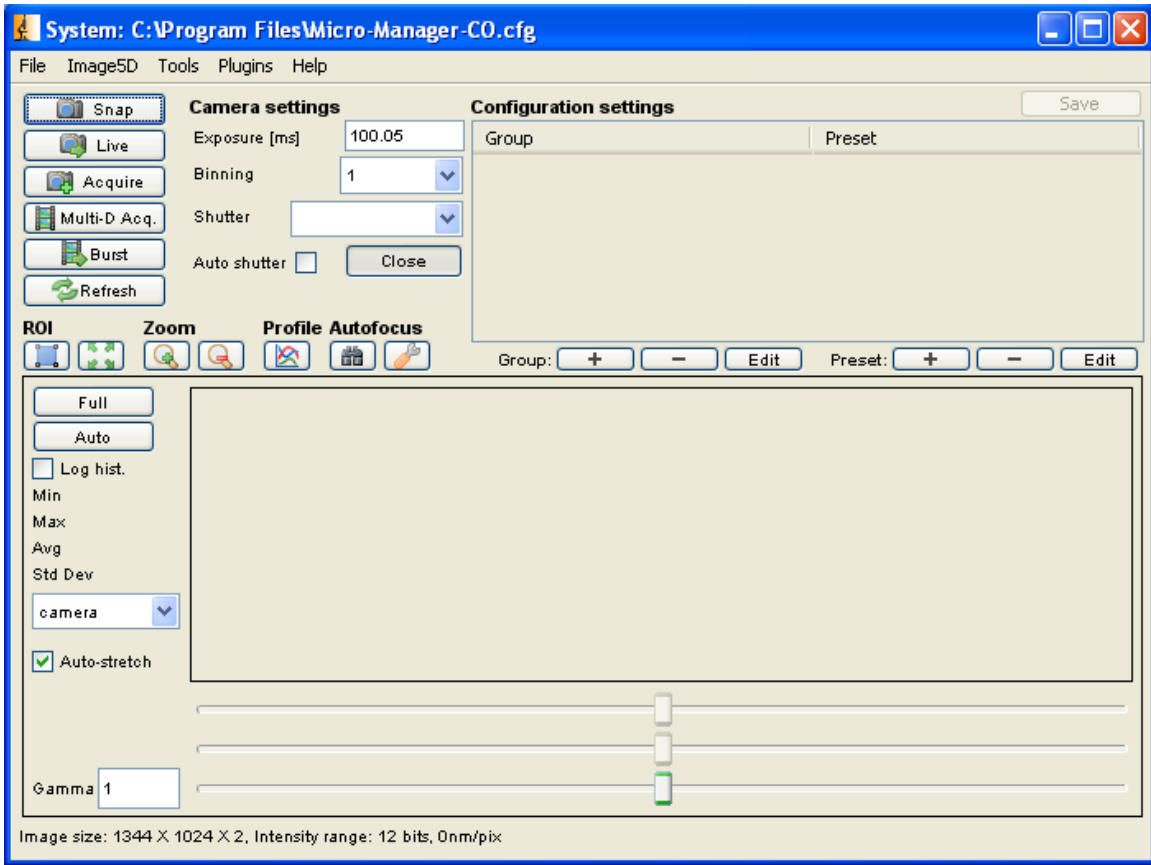 System: C:\Program Files\Micro-Manager-CO.cfg
File Image5D Tools Plugins Help
Snap
Live
Acquire
Multi-D Acq.
Burst
Refresh
Camera settings
Exposure [ms] 100.05
Binning 1
Shutter
Auto shutter Close
Configuration settings Save
Group Preset
ROI Zoom Profile Autofocus
Group: + - Edit Preset: + - Edit
Full
Auto
Log hist.
Min
Max
Avg
Std Dev
camera
Auto-stretch
Gamma 1
Image size: 1344 X 1024 X 2, Intensity range: 12 bits, 0nm/pix